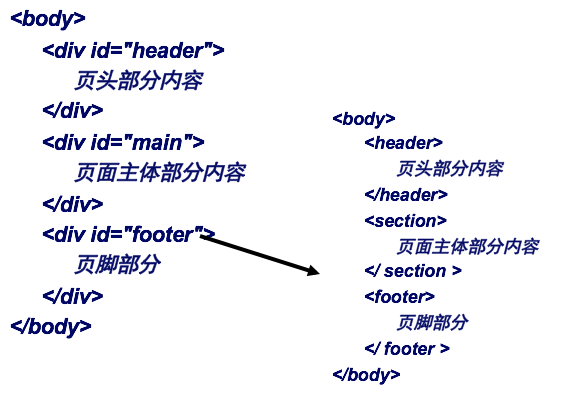 <body>
<div id="header">
页头部分内容
</div>
<div id="main">
页面主体部分内容
</div>
<div id="footer">
页脚部分
</div>
</body>
<body>
<header>
页头部分内容
</header>
<section>
页面主体部分内容
</ section >
<footer>
页脚部分
</ footer >
</body>